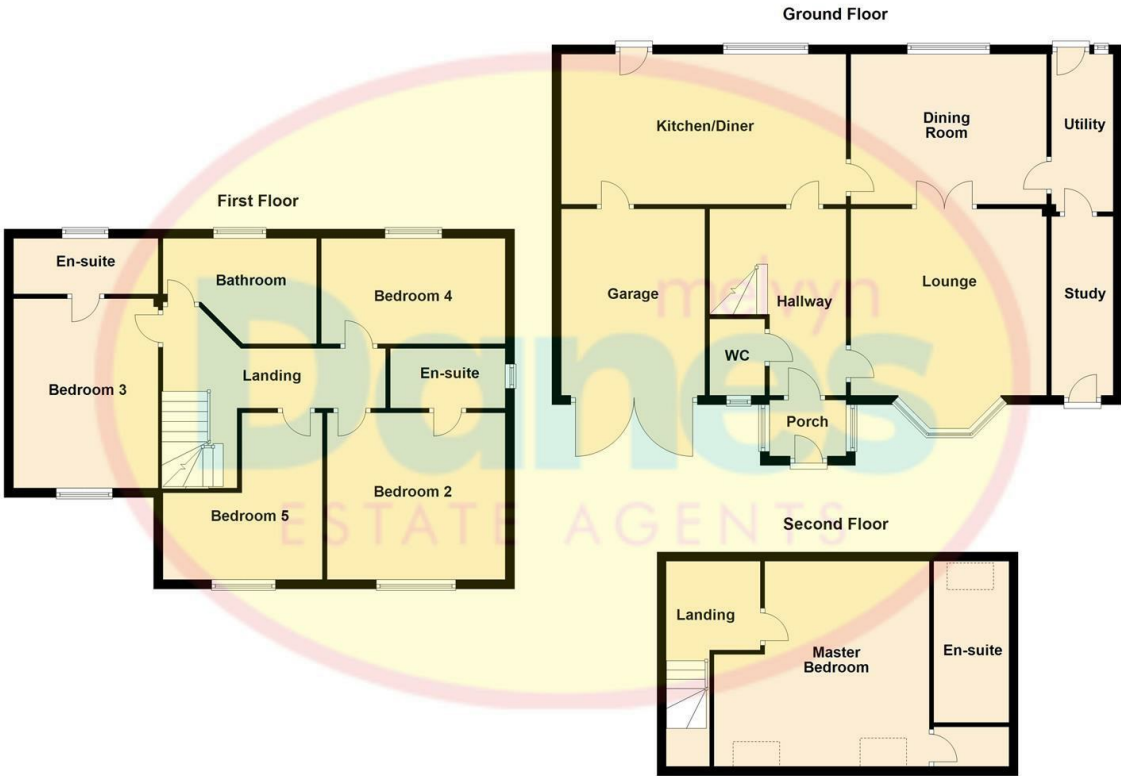 Ground Floor
Kitchen/Diner
Dining
Room
Utility
Garage
Hallway
Lounge
Study
WC
Porch
First Floor
En-suite
Bathroom
Bedroom 4
Bedroom 3
Landing
En-suite
Bedroom 5
Bedroom 2
Second Floor
Landing
Master
Bedroom
En-suite
melvyn
Danes
ESTATE AGENTS